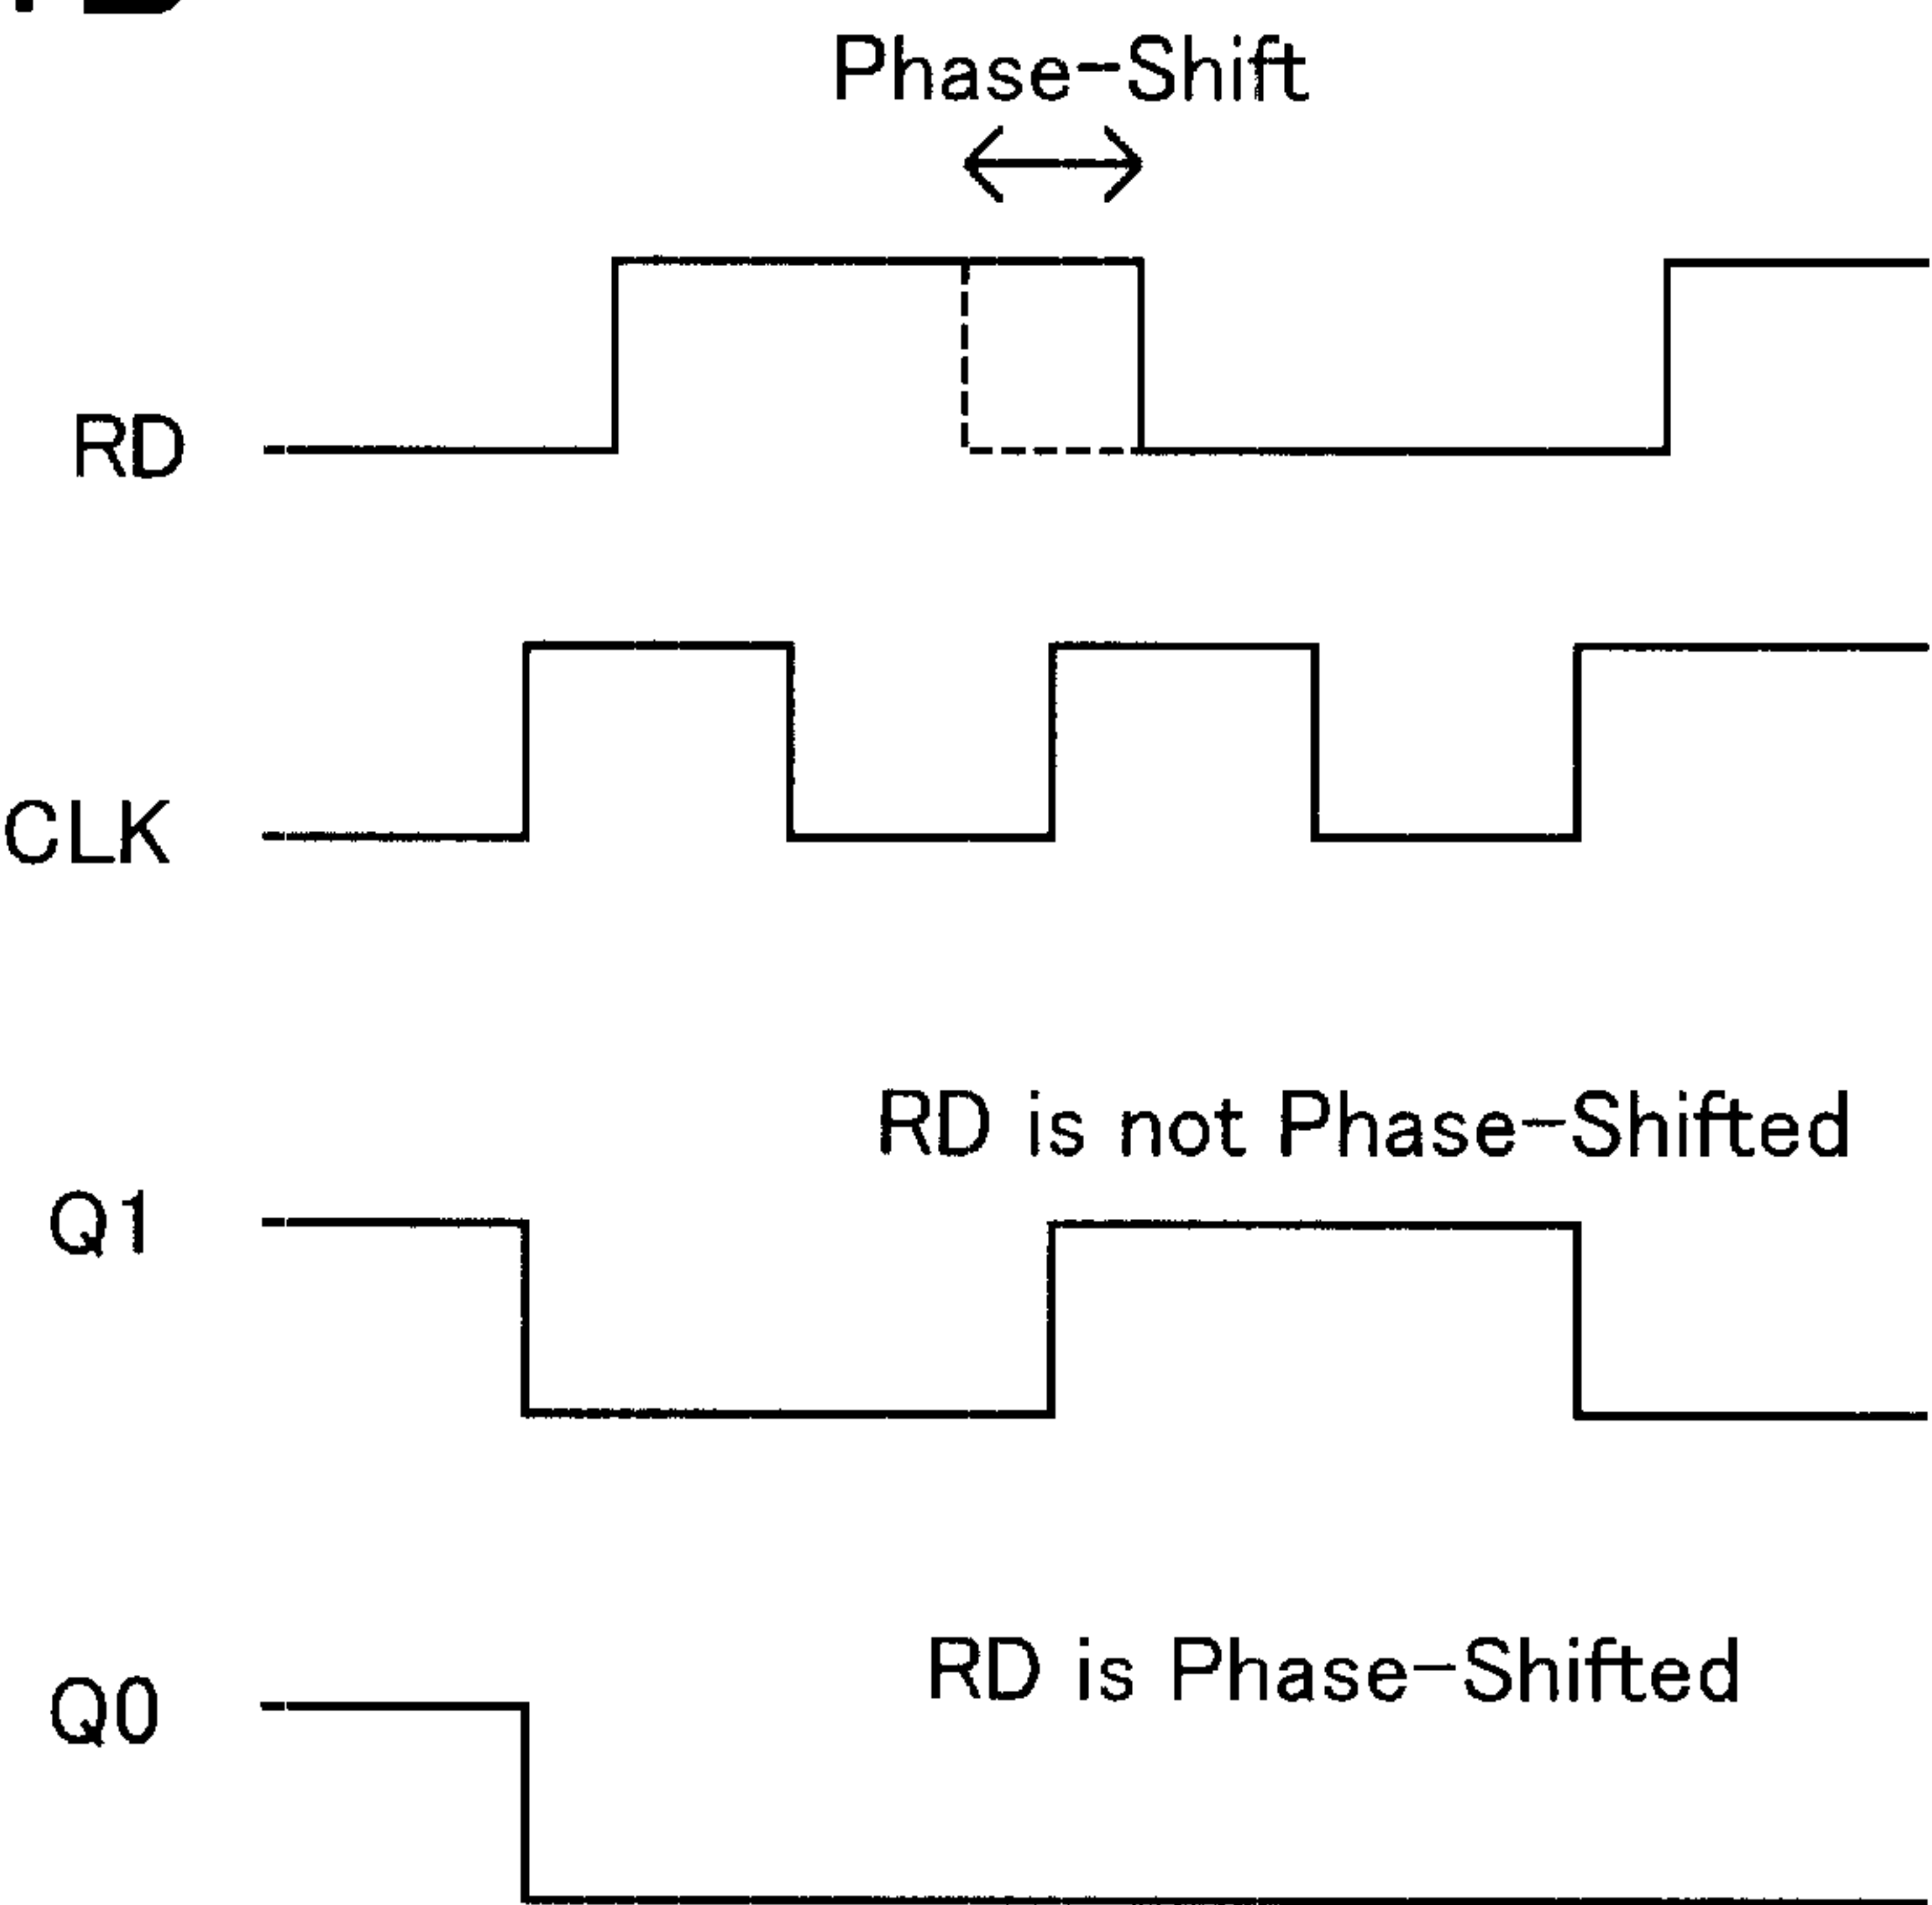 Phase-Shift
RD
CLK
RD is not Phase-Shifted
Q1
RD is Phase-Shifted
Q0